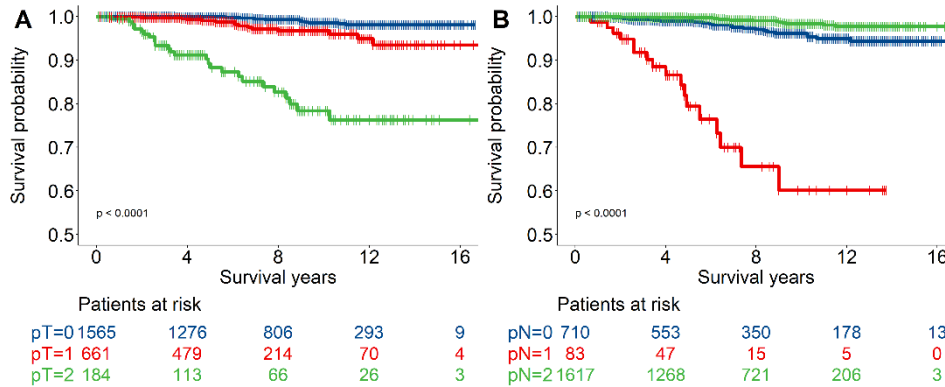 A
Survival probability
1.0
0.9
0.8
0.7
0.6
0.5
p < 0.0001
0 4 8 12 16
Survival years
Patients at risk
pT=0 1565 1276 806 293 9
pT=1 661 479 214 70 4
pT=2 184 113 66 26 3
B
Survival probability
1.0
0.9
0.8
0.7
0.6
0.5
p < 0.0001
0 4 8 12 16
Survival years
Patients at risk
pN=0 710 553 350 178 13
pN=1 83 47 15 5 0
pN=2 1617 1268 721 206 3